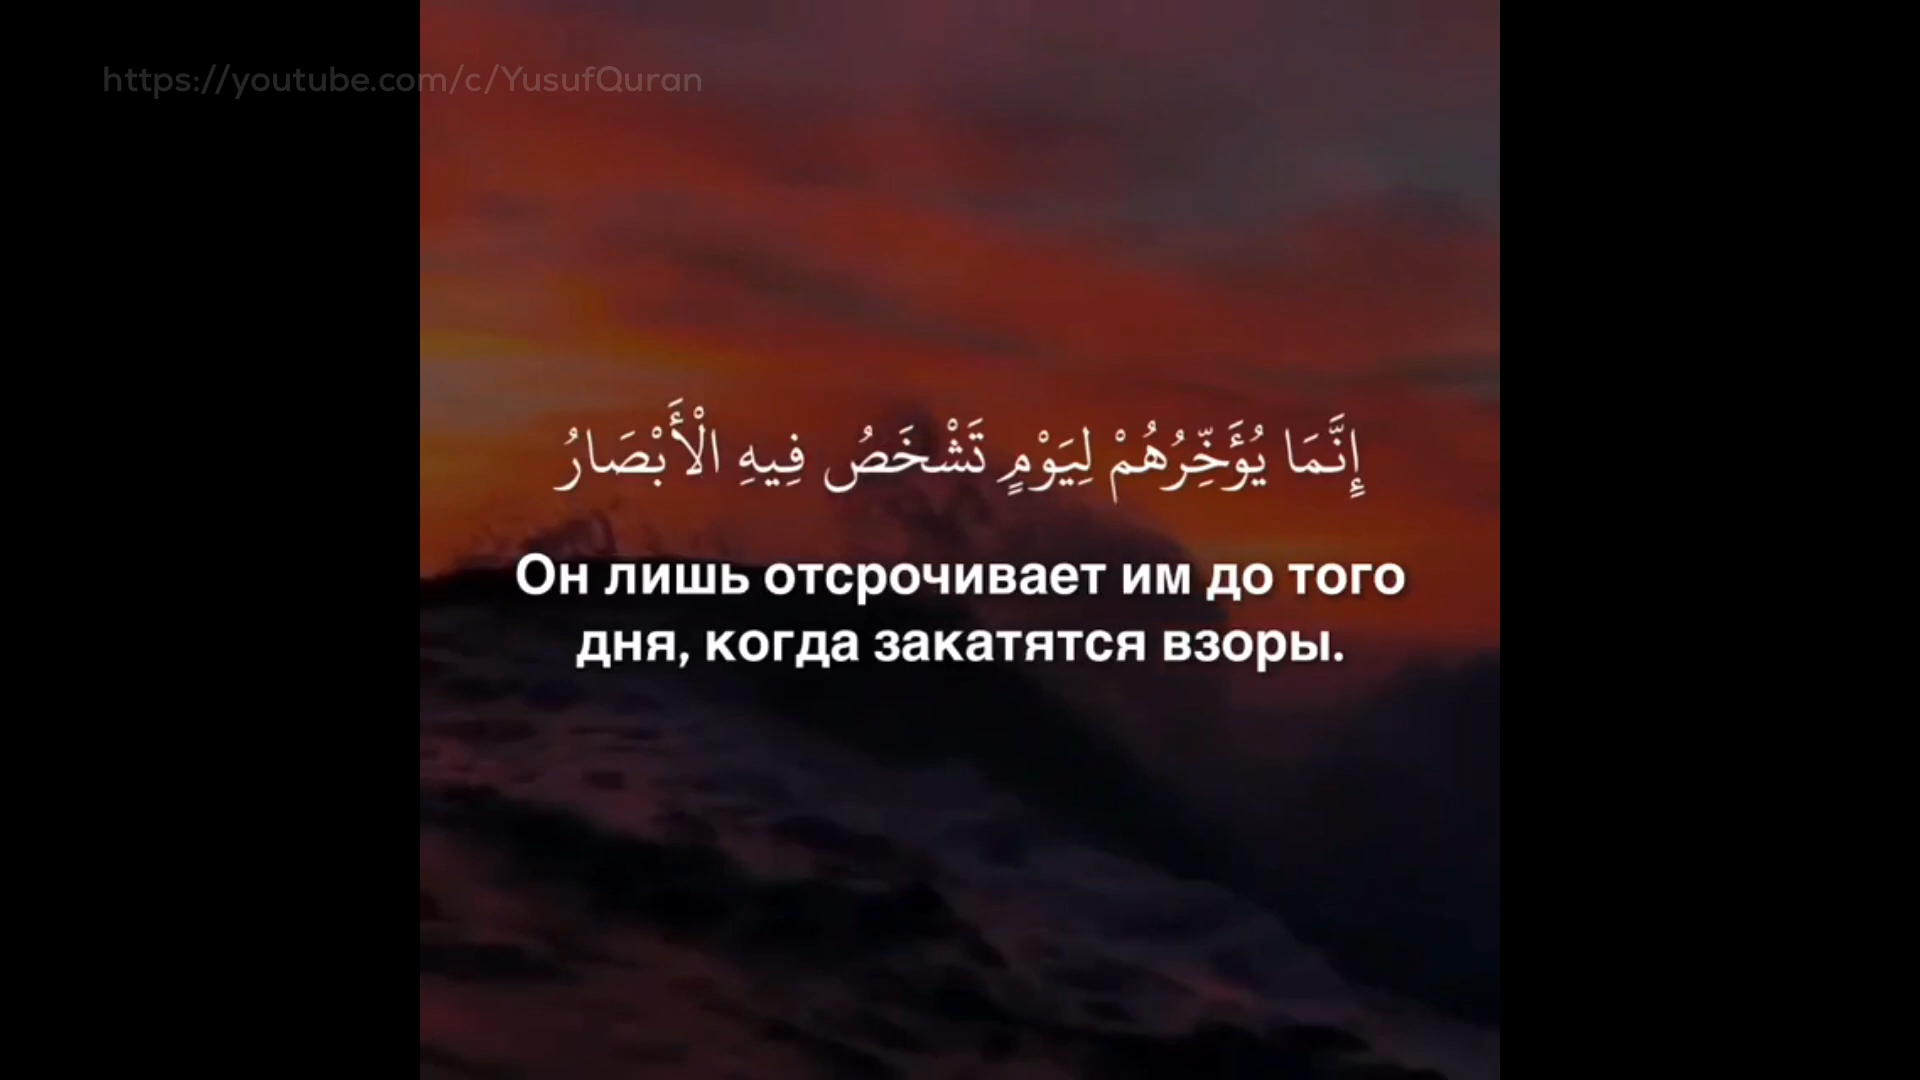 https://youtube.com/c/YusufQuran
إِنَّمَا يُؤَخِّرُهُمْ لِيَوْمٍ تَشْخَصُ فِيهِ الْأَبْصَارُ
Он лишь отсрочивает им до того
дня, когда закатятся взоры.